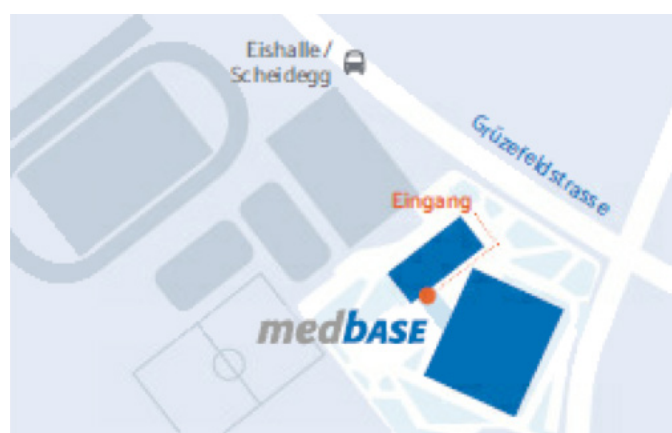 Eishalle /
Scheidegg
Grüzefeldstrasse
Eingang
medbase